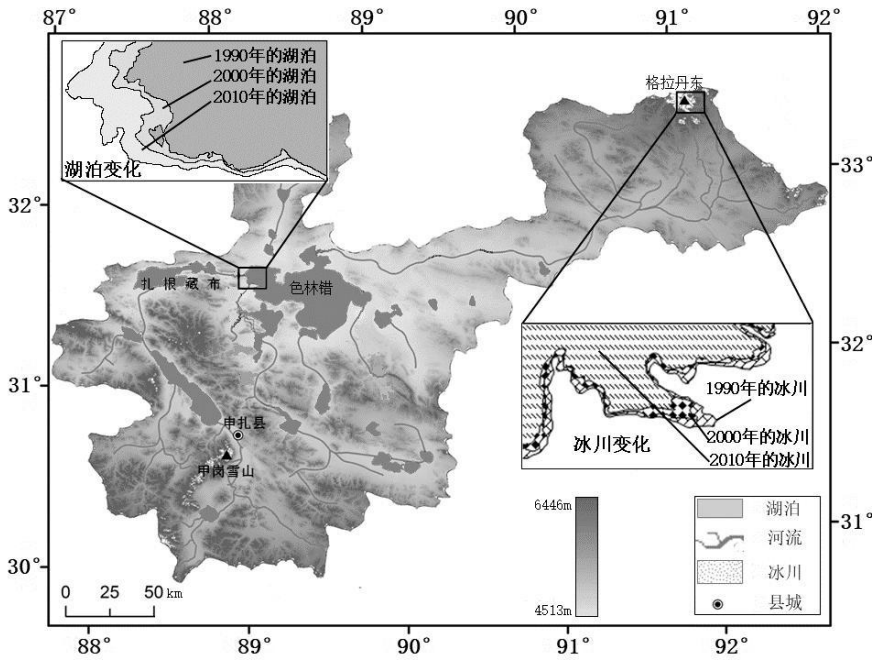 87°
88°
89°
90°
91°
92°
1990年的湖泊
2000年的湖泊
2010年的湖泊
湖泊变化
格拉丹东
33°
32°
扎根藏布
色林错
32°
31°
1990年的冰川
2000年的冰川
2010年的冰川
冰川变化
申扎县
甲岗雪山
6446m
4513m
湖泊
河流
冰川
县城
31°
30°
0 25 50 km
88°
89°
90°
91°
92°